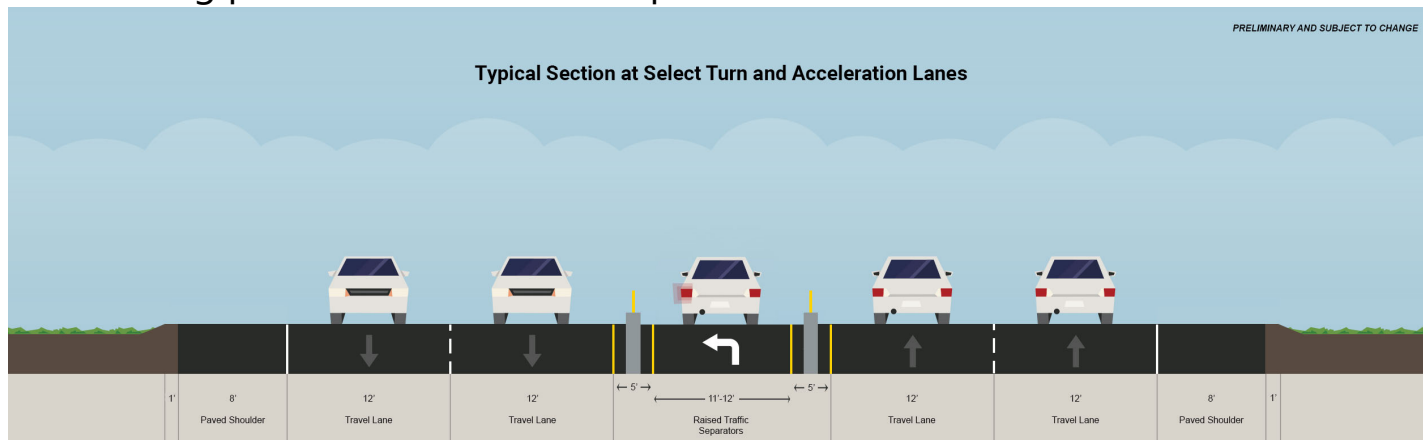 PRELIMINARY AND SUBJECT TO CHANGE
Typical Section at Select Turn and Acceleration Lanes
1'
8'
12'
12'
5'
11'-12'
5'
12'
12'
8'
1'
Paved Shoulder
Travel Lane
Travel Lane
Raised Traffic
Separators
Travel Lane
Travel Lane
Paved Shoulder